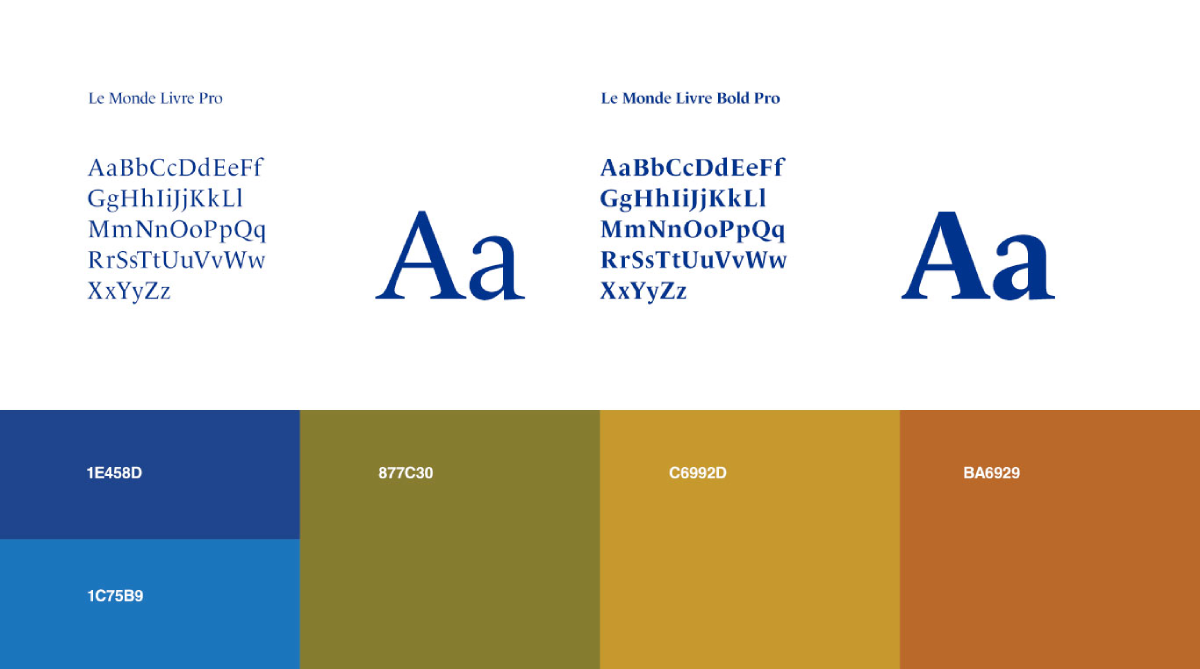 Le Monde Livre Pro
AaBbCcDdEeFf
GgHhIiJjKkLl
MmNnOoPpQq
RrSsTtUuVvWw
XxYyZz
Aa
Le Monde Livre Bold Pro
AaBbCcDdEeFf
GgHhIiJjKkLl
MmNnOoPpQq
RrSsTtUuVvWw
XxYyZz
Aa
1E458D
877C30
C6992D
BA6929
1C75B9